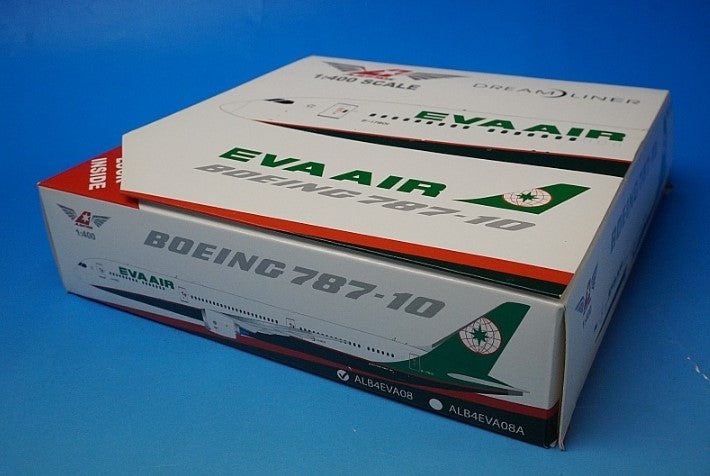 1:400 SCALE
DREAMLINER
EVA AIR
EVA AIR
BOEING 787-10
INSIDE
1:400
BOEING 787-10
EVA AIR
ALB4EVA08
ALB4EVA08A